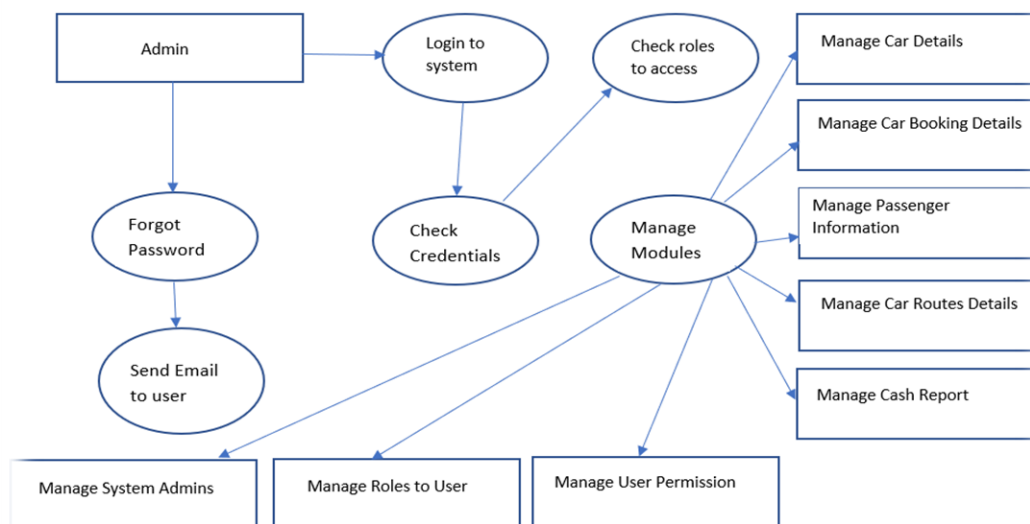 Admin
Login to
system
Check roles
to access
Manage Car Details
Manage Car Booking Details
Manage Passenger
Information
Forgot
Password
Check
Credentials
Manage
Modules
Manage Car Routes Details
Send Email
to user
Manage Cash Report
Manage System Admins
Manage Roles to User
Manage User Permission